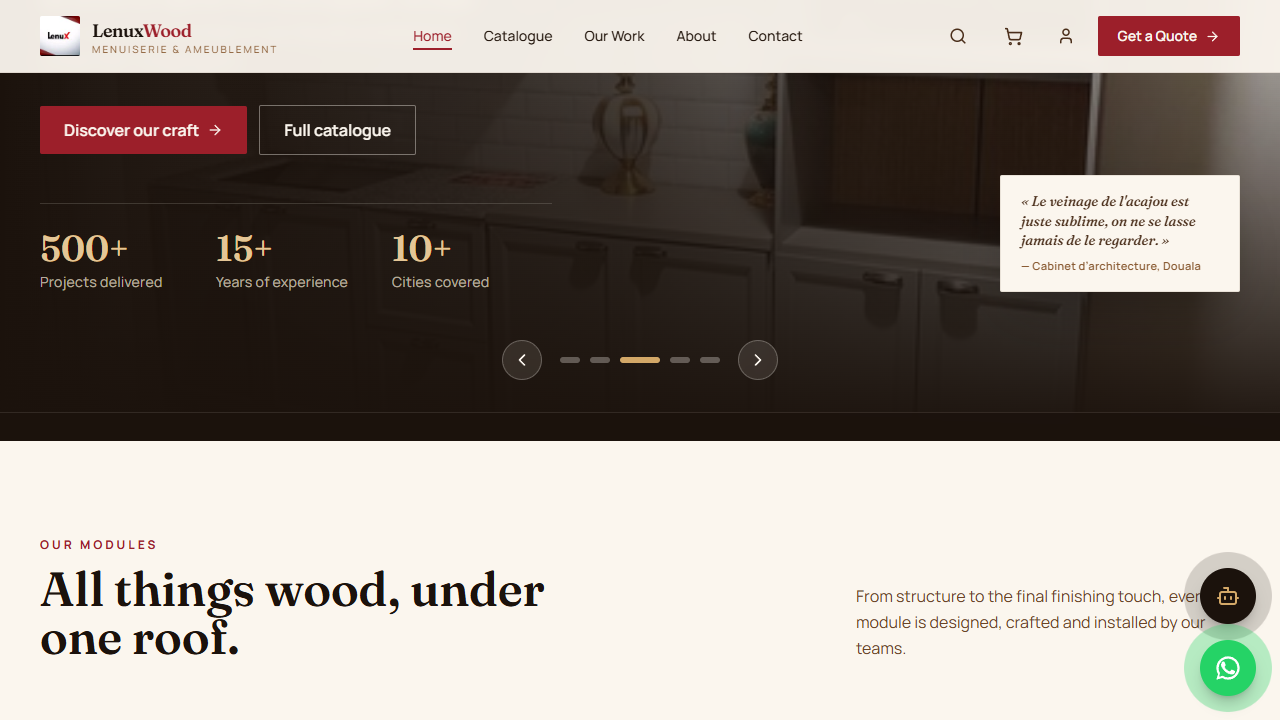 LenuX
LenuxWood
MENUISERIE & AMEUBLEMENT
Home
Catalogue
Our Work
About
Contact
Get a Quote
Discover our craft
Full catalogue
« Le veinage de l'acajou est
juste sublime, on ne se lasse
jamais de le regarder. »
— Cabinet d'architecture, Douala
500+
Projects delivered
15+
Years of experience
10+
Cities covered
OUR MODULES
All things wood, under
one roof.
From structure to the final finishing touch, every
module is designed, crafted and installed by our
teams.